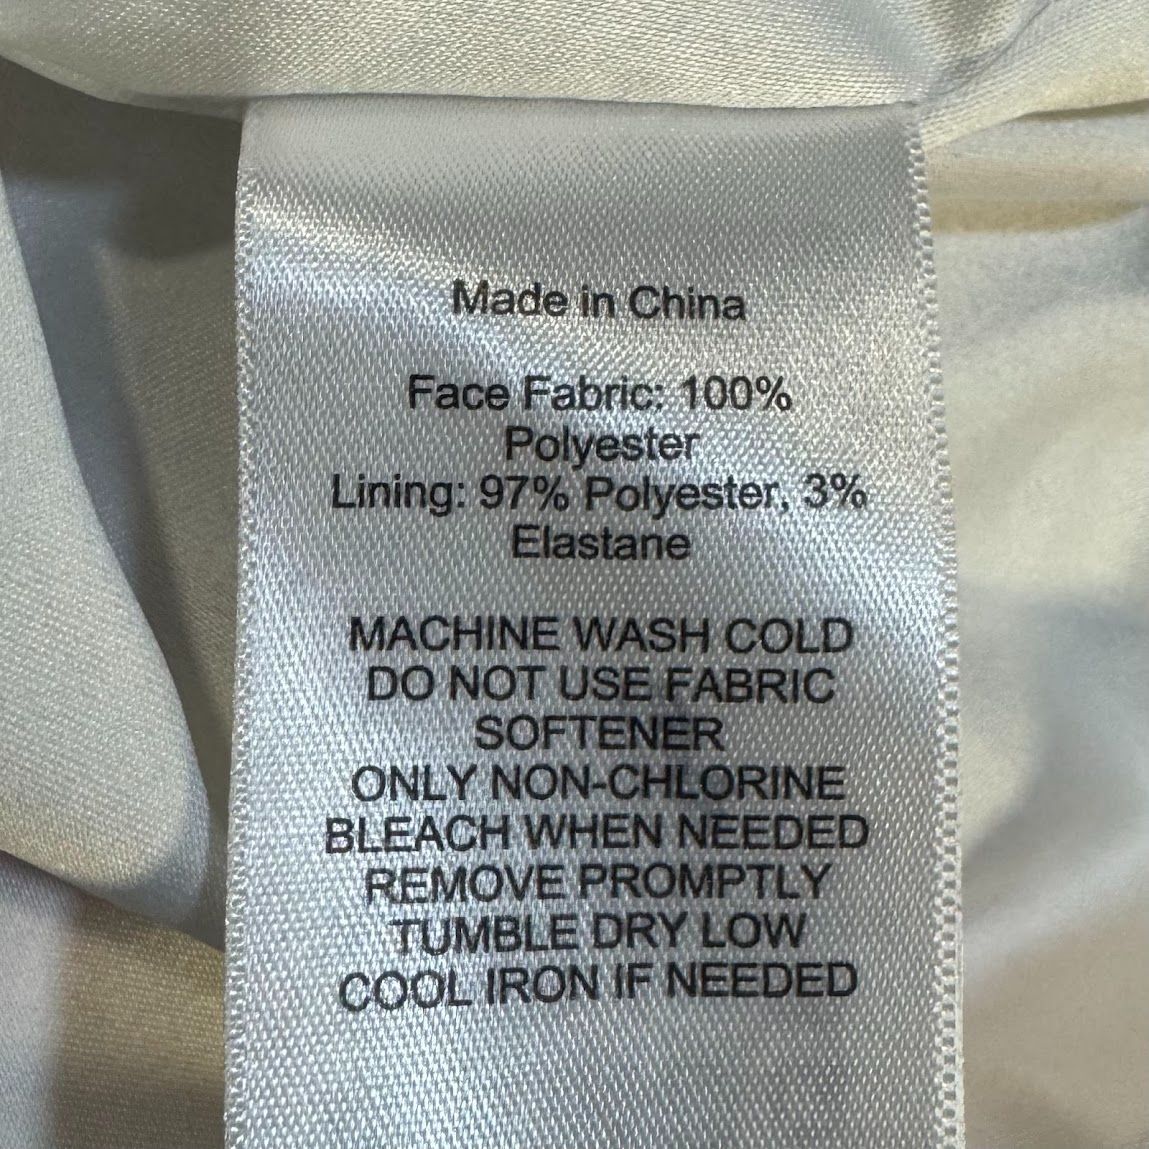 Made in China
Face Fabric: 100%
Polyester
Lining: 97% Polyester, 3%
Elastane
MACHINE WASH COLD
DO NOT USE FABRIC
SOFTENER
ONLY NON-CHLORINE
BLEACH WHEN NEEDED
REMOVE PROMPTLY
TUMBLE DRY LOW
COOL IRON IF NEEDED